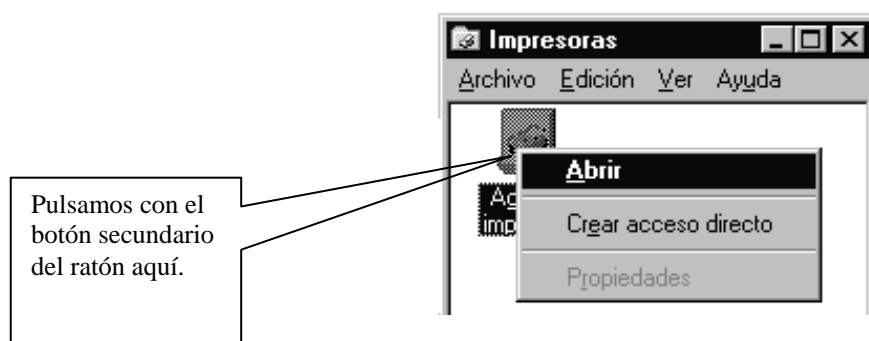 Impresoras
Archivo Edición Ver Ayuda
Abrir
Crear acceso directo
Propiedades
Pulsamos con el
botón secundario
del ratón aquí.